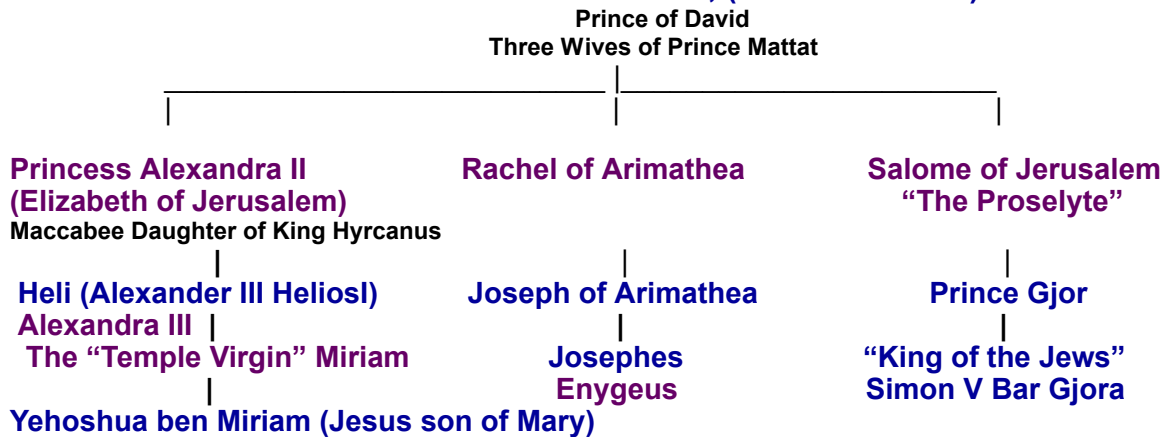 Prince of David
Three Wives of Prince Mattat
Princess Alexandra II Rachel of Arimathea Salome of Jerusalem
(Elizabeth of Jerusalem) “The Proselyte”
Maccabee Daughter of King Hyrcanus
Heli (Alexander III Heliosl) Joseph of Arimathea Prince Gjor
Alexandra III
The “Temple Virgin” Miriam Josephes “King of the Jews”
Enygeus Simon V Bar Gjora
Yehoshua ben Miriam (Jesus son of Mary)